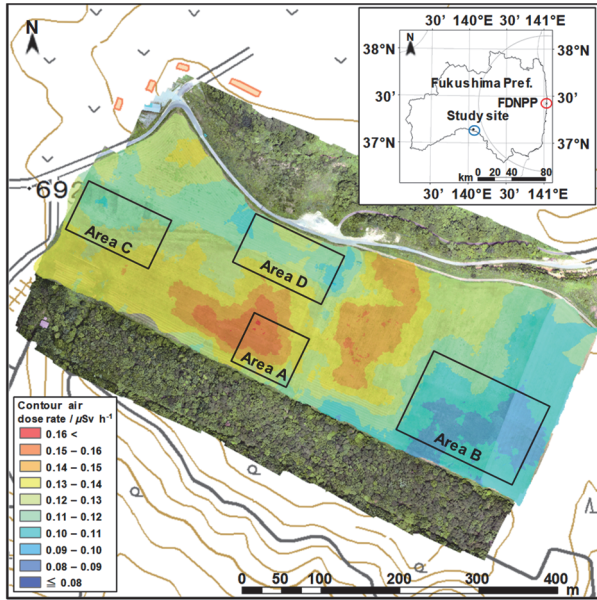 N
·692
Area C
Area D
Area A
Area B
N
30' 140°E 30' 141°E
38°N 38°N
Fukushima Pref.
30' FDNPP 30'
Study site
37°N 37°N
km 0 20 40 80
30' 140°E 30' 141°E
Contour air
dose rate / μSv h⁻¹
0.16 <
0.15 – 0.16
0.14 – 0.15
0.13 – 0.14
0.12 – 0.13
0.11 – 0.12
0.10 – 0.11
0.09 – 0.10
0.08 – 0.09
≦ 0.08
0 50 100 200 300 400
m